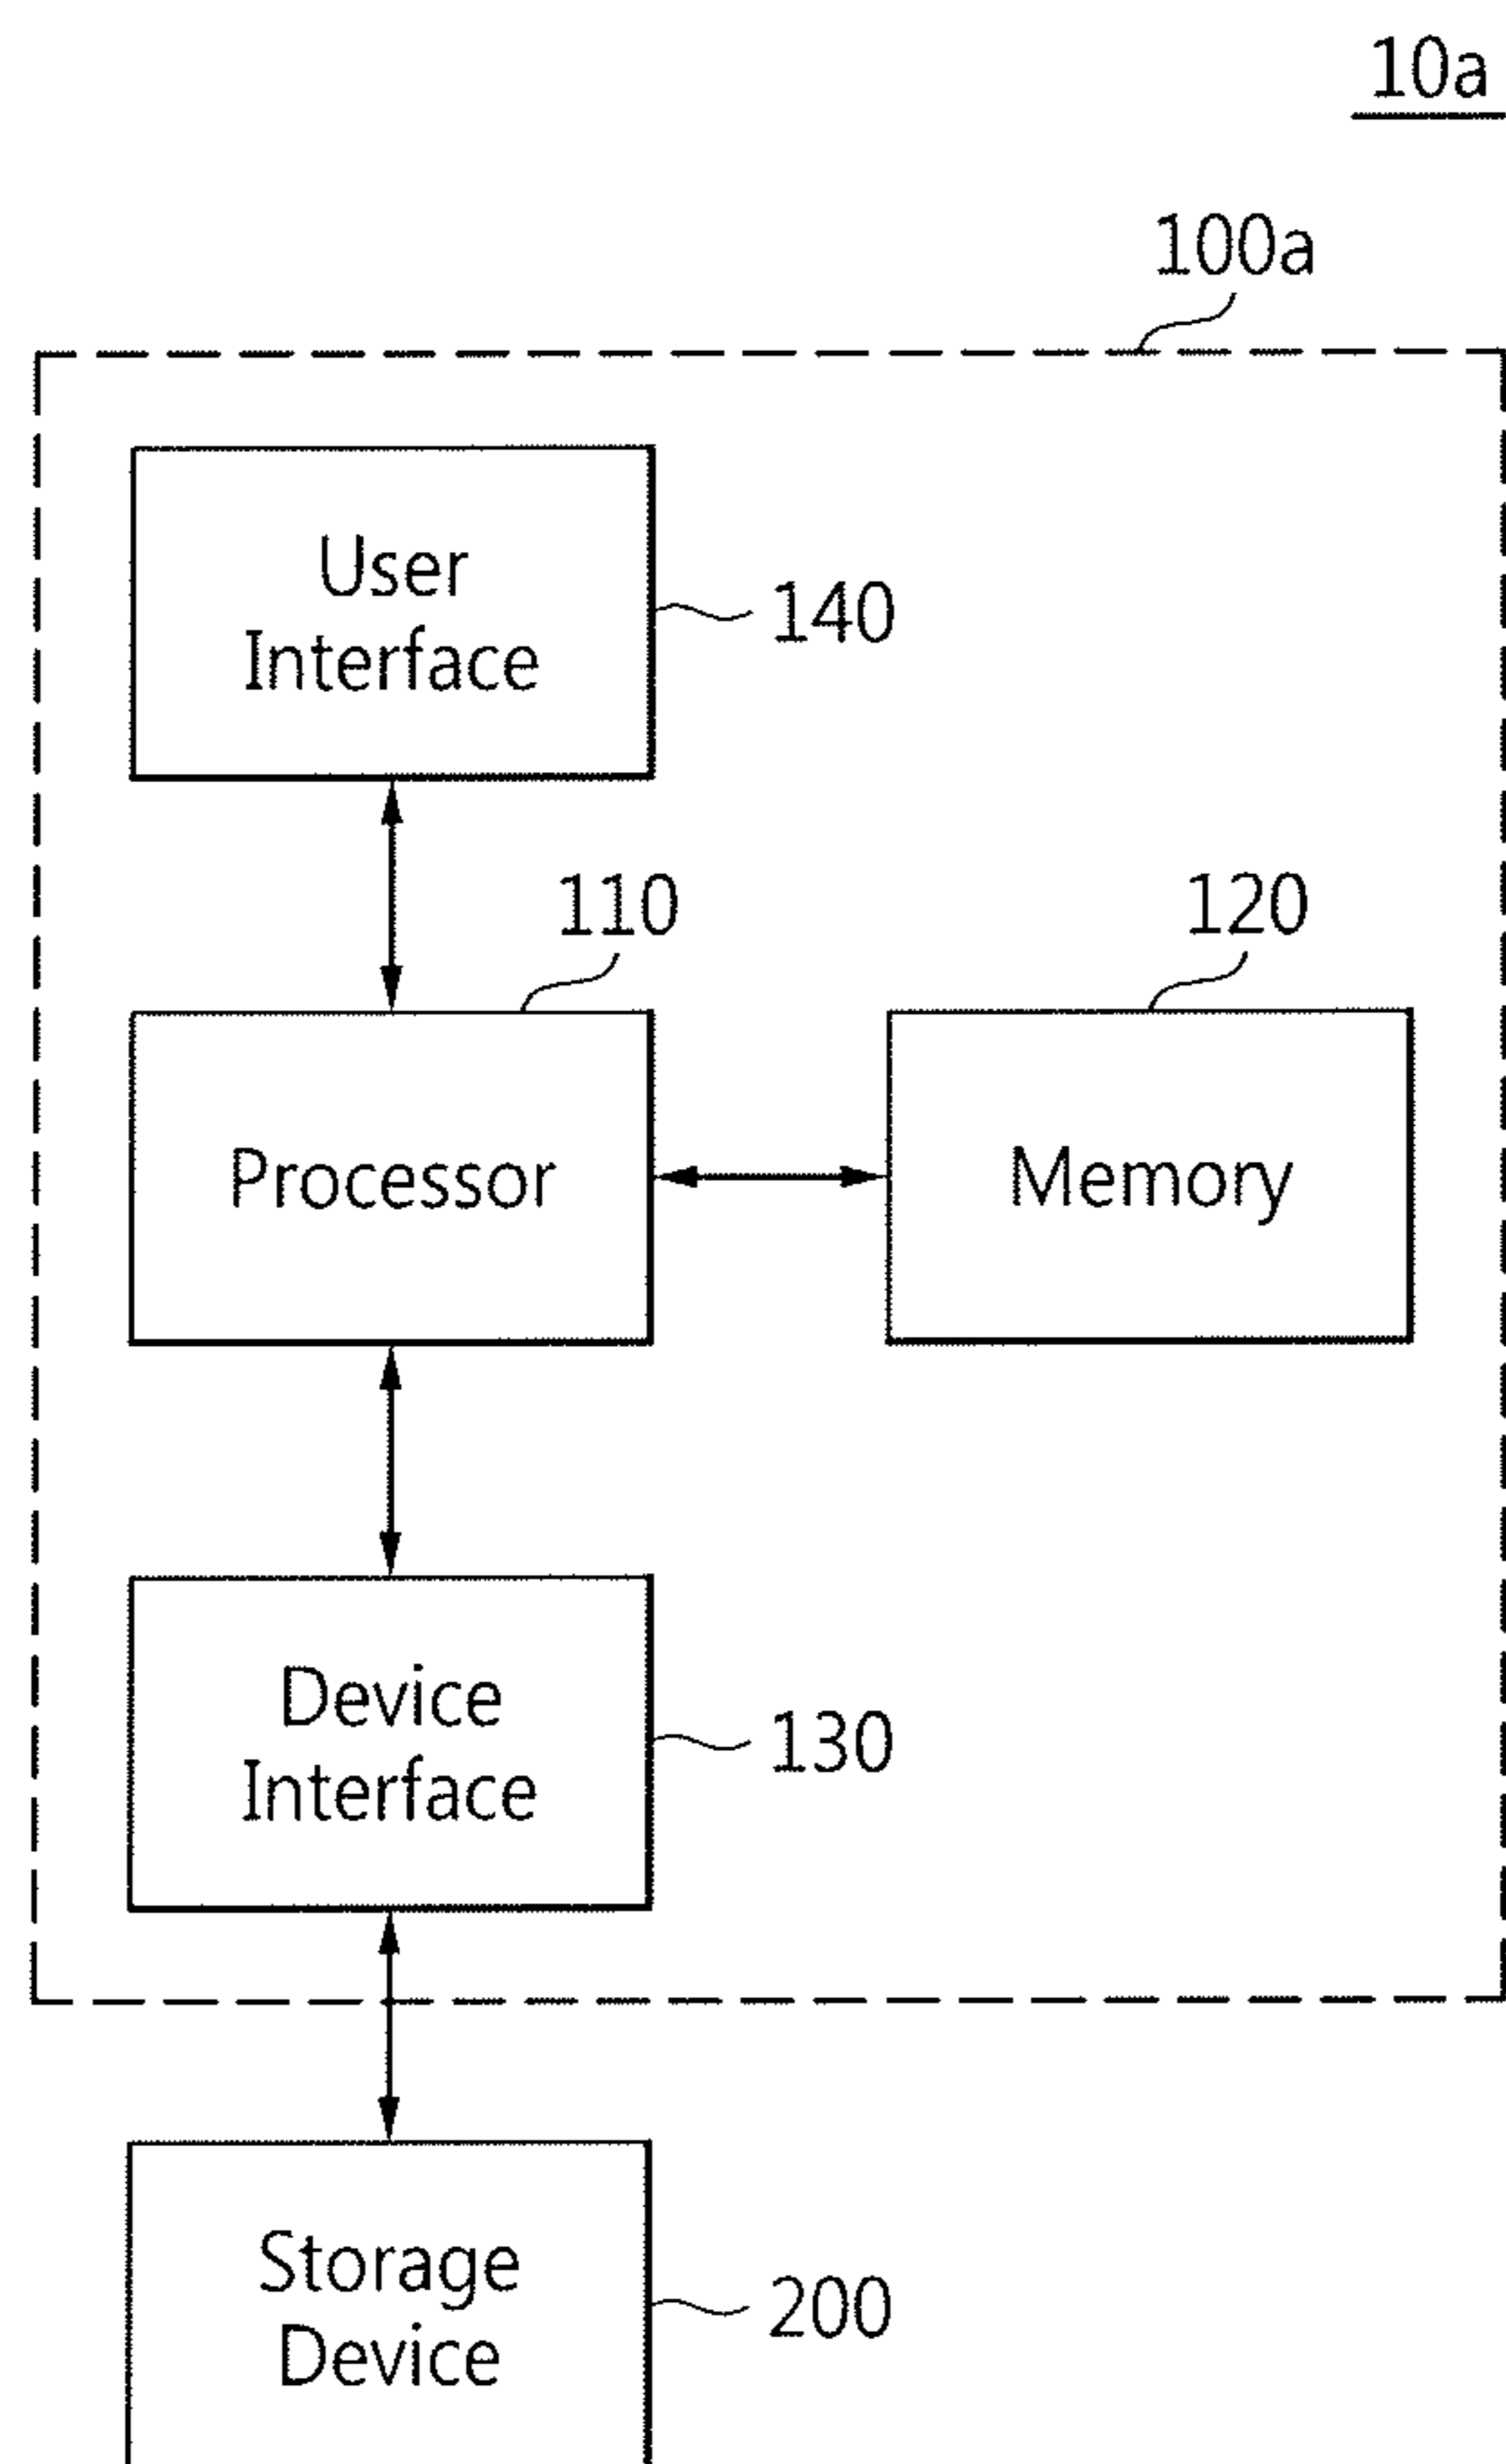 10a
100a
User
Interface
140
110
120
Processor
Memory
Device
Interface
130
Storage
Device
200